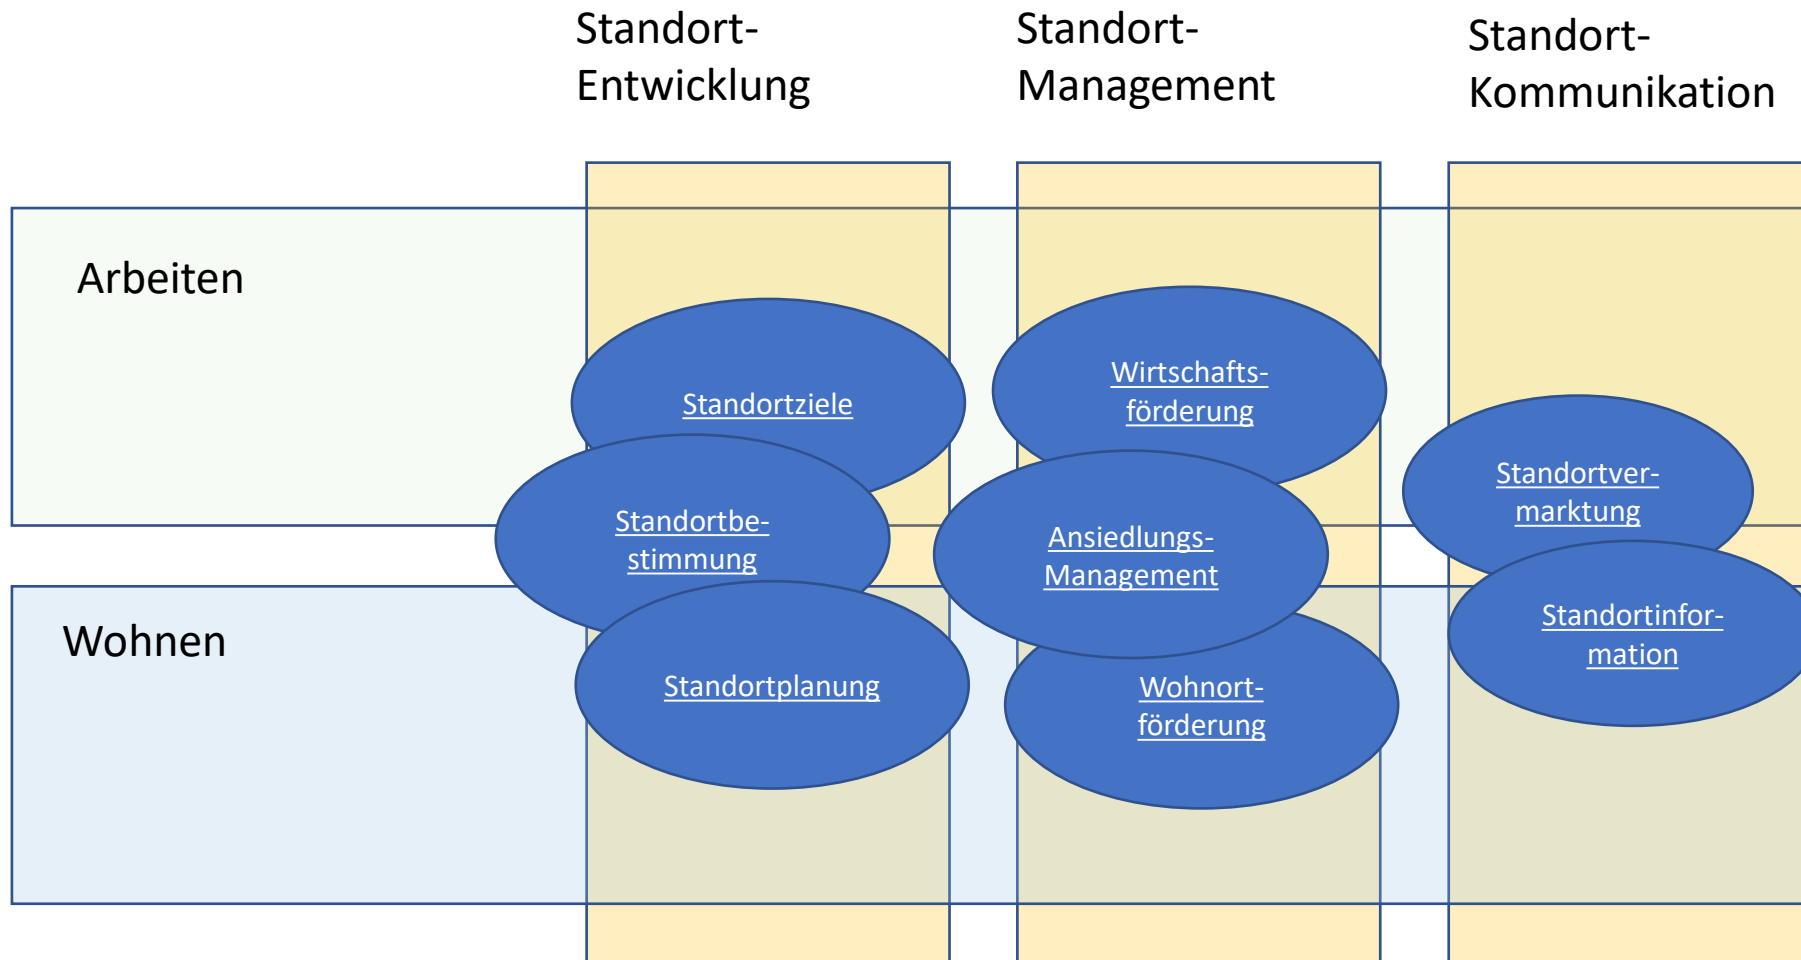 Standort-
Entwicklung
Standort-
Management
Standort-
Kommunikation
Arbeiten
Standortziele
Wirtschafts-
förderung
Standortbe-
stimmung
Ansiedlungs-
Management
Standortver-
marktung
Wohnen
Standortplanung
Wohnort-
förderung
Standortinfor-
mation